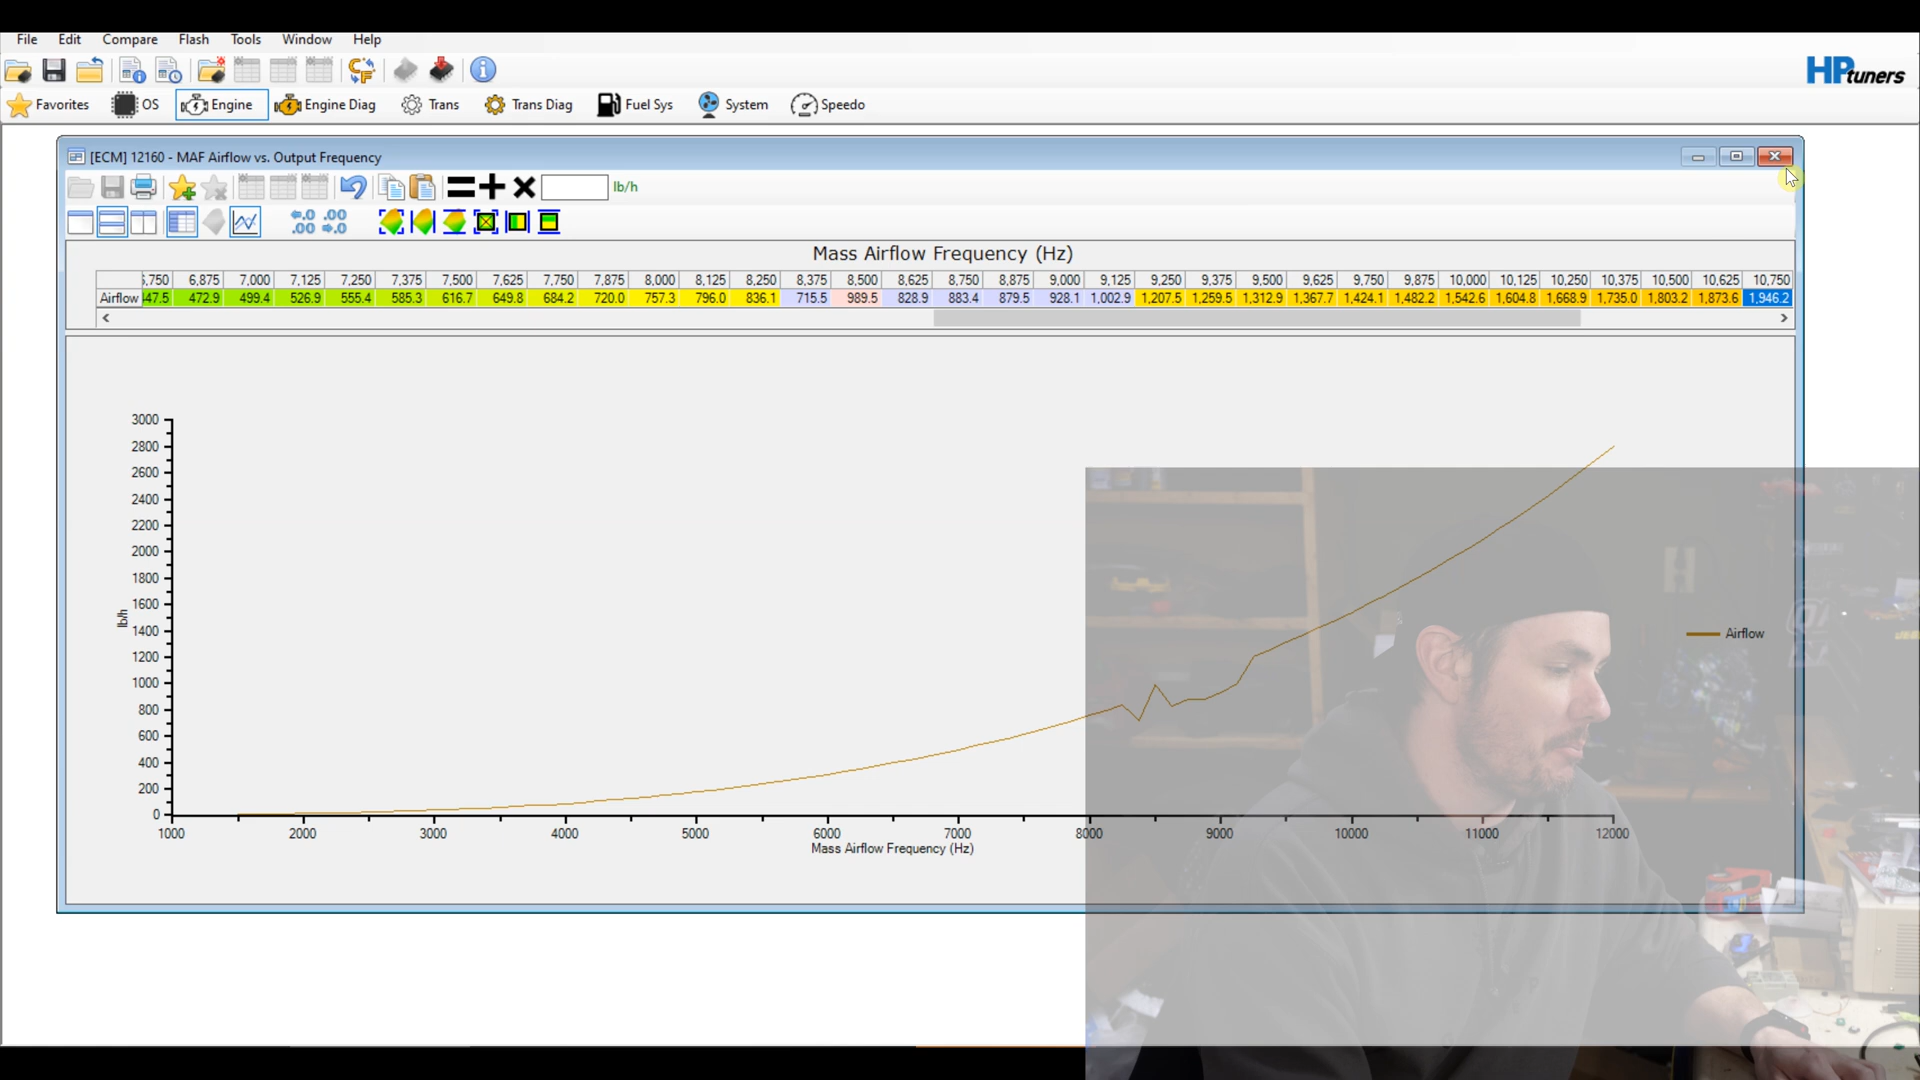 File Edit Compare Flash Tools Window Help
HPtuners
Favorites OS Engine Engine Diag Trans Trans Diag Fuel Sys System Speedo
[ECM] 12160 - MAF Airflow vs. Output Frequency
lb/h
Mass Airflow Frequency (Hz)
,750 6,875 7,000 7,125 7,250 7,375 7,500 7,625 7,750 7,875 8,000 8,125 8,250 8,375 8,500 8,625 8,750 8,875 9,000 9,125 9,250 9,375 9,500 9,625 9,750 9,875 10,000 10,125 10,250 10,375 10,500 10,625 10,750
Airflow 47.5 472.9 499.4 526.9 555.4 585.3 616.7 649.8 684.2 720.0 757.3 796.0 836.1 715.5 989.5 828.9 883.4 879.5 928.1 1,002.9 1,207.5 1,259.5 1,312.9 1,367.7 1,424.1 1,482.2 1,542.6 1,604.8 1,668.9 1,735.0 1,803.2 1,873.6 1,946.2
3000
2800
2600
2400
2200
2000
1800
1600
1400
1200
1000
800
600
400
200
0
lb/h
Airflow
1000 2000 3000 4000 5000 6000 7000 8000 9000 10000 11000 12000
Mass Airflow Frequency (Hz)